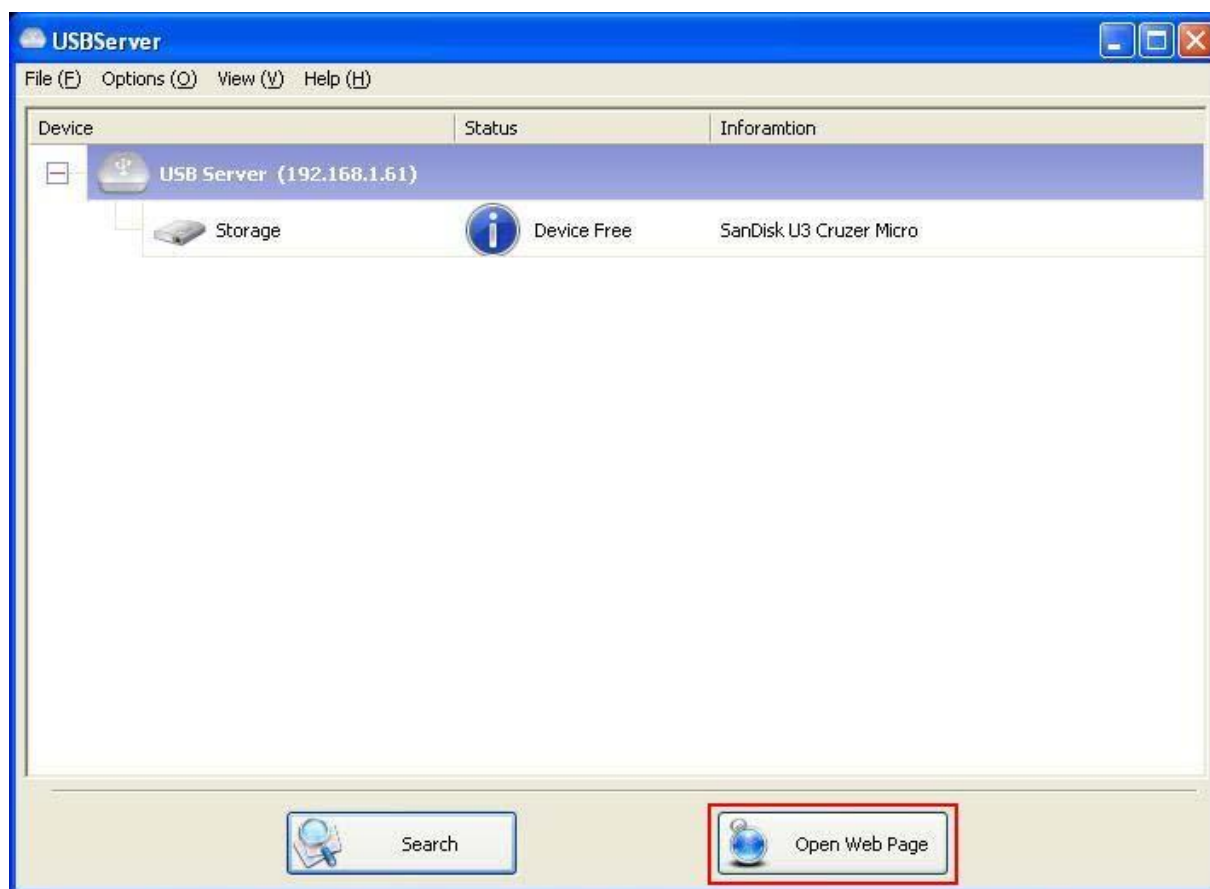 USBServer
File (F) Options (O) View (V) Help (H)
Device Status Inforamtion
USB Server (192.168.1.61)
Storage Device Free SanDisk U3 Cruzer Micro
Search Open Web Page